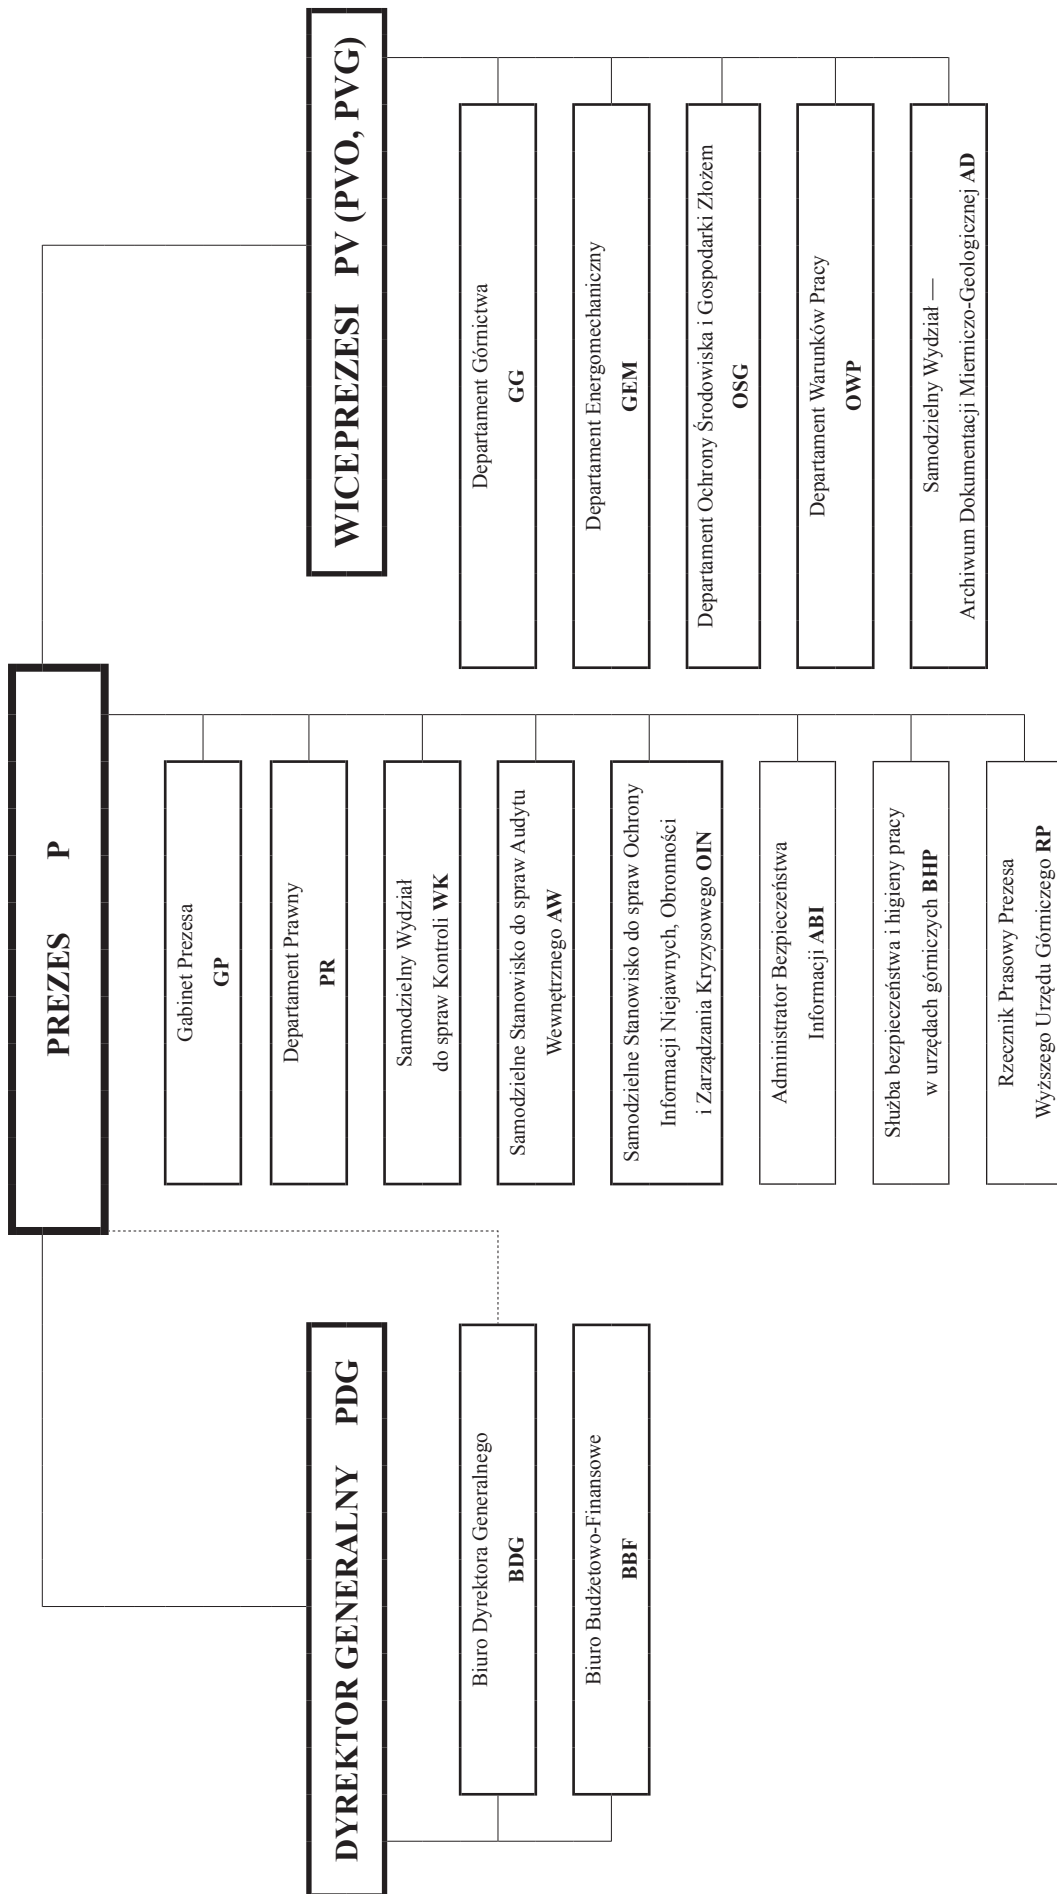 PREZES P
DYREKTOR GENERALNY PDG
Biuro Dyrektora Generalnego
BDG
Biuro Budżetowo-Finansowe
BBF
Gabinet Prezesa
GP
Departament Prawny
PR
Samodzielny Wydział
do spraw Kontroli WK
Samodzielne Stanowisko do spraw Audytu
Wewnętrznego AW
Samodzielne Stanowisko do spraw Ochrony
Informacji Niejawnych, Obronności
i Zarządzania Kryzysowego OIN
Administrator Bezpieczeństwa
Informacji ABI
Służba bezpieczeństwa i higieny pracy
w urzędach górniczych BHP
Rzecznik Prasowy Prezesa
Wyższego Urzędu Górniczego RP
WICEPREZESI PV (PVO, PVG)
Departament Górnictwa
GG
Departament Energomechaniczny
GEM
Departament Ochrony Środowiska i Gospodarki Złożem
OSG
Departament Warunków Pracy
OWP
Samodzielny Wydział —
Archiwum Dokumentacji Mierniczo-Geologicznej AD